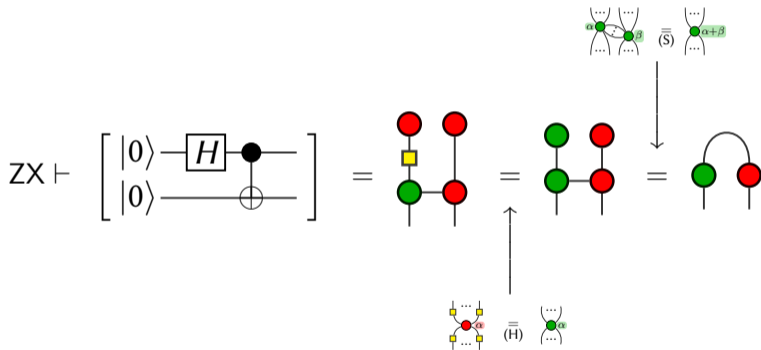 ... ... ...
α β = (S) α+β
... ... ...
ZX ⊢ [ |0⟩ H ] = = =
|0⟩
... α = (H) ... α
... ...